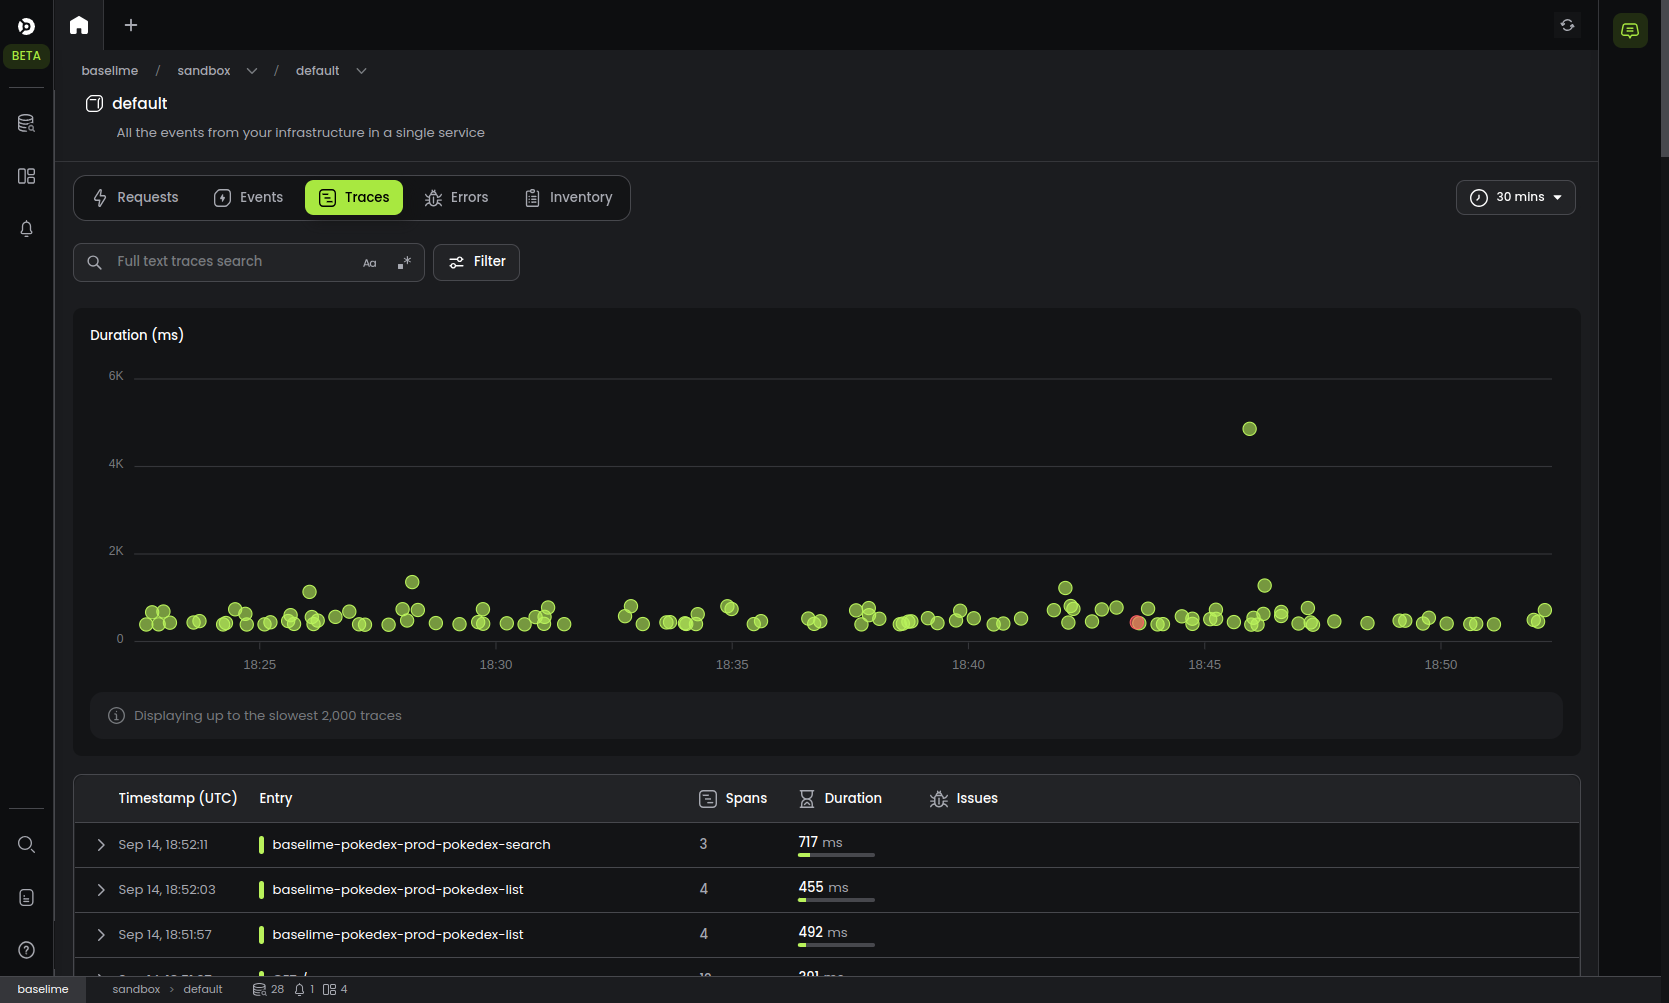 BETA
baselime / sandbox / default
default
All the events from your infrastructure in a single service
Requests Events Traces Errors Inventory 30 mins
Full text traces search Aa .* Filter
Duration (ms)
6K
4K
2K
0
18:25 18:30 18:35 18:40 18:45 18:50
Displaying up to the slowest 2,000 traces
Timestamp (UTC) Entry Spans Duration Issues
Sep 14, 18:52:11 baselime-pokedex-prod-pokedex-search 3 717 ms
Sep 14, 18:52:03 baselime-pokedex-prod-pokedex-list 4 455 ms
Sep 14, 18:51:57 baselime-pokedex-prod-pokedex-list 4 492 ms
baselime sandbox > default 28 1 4